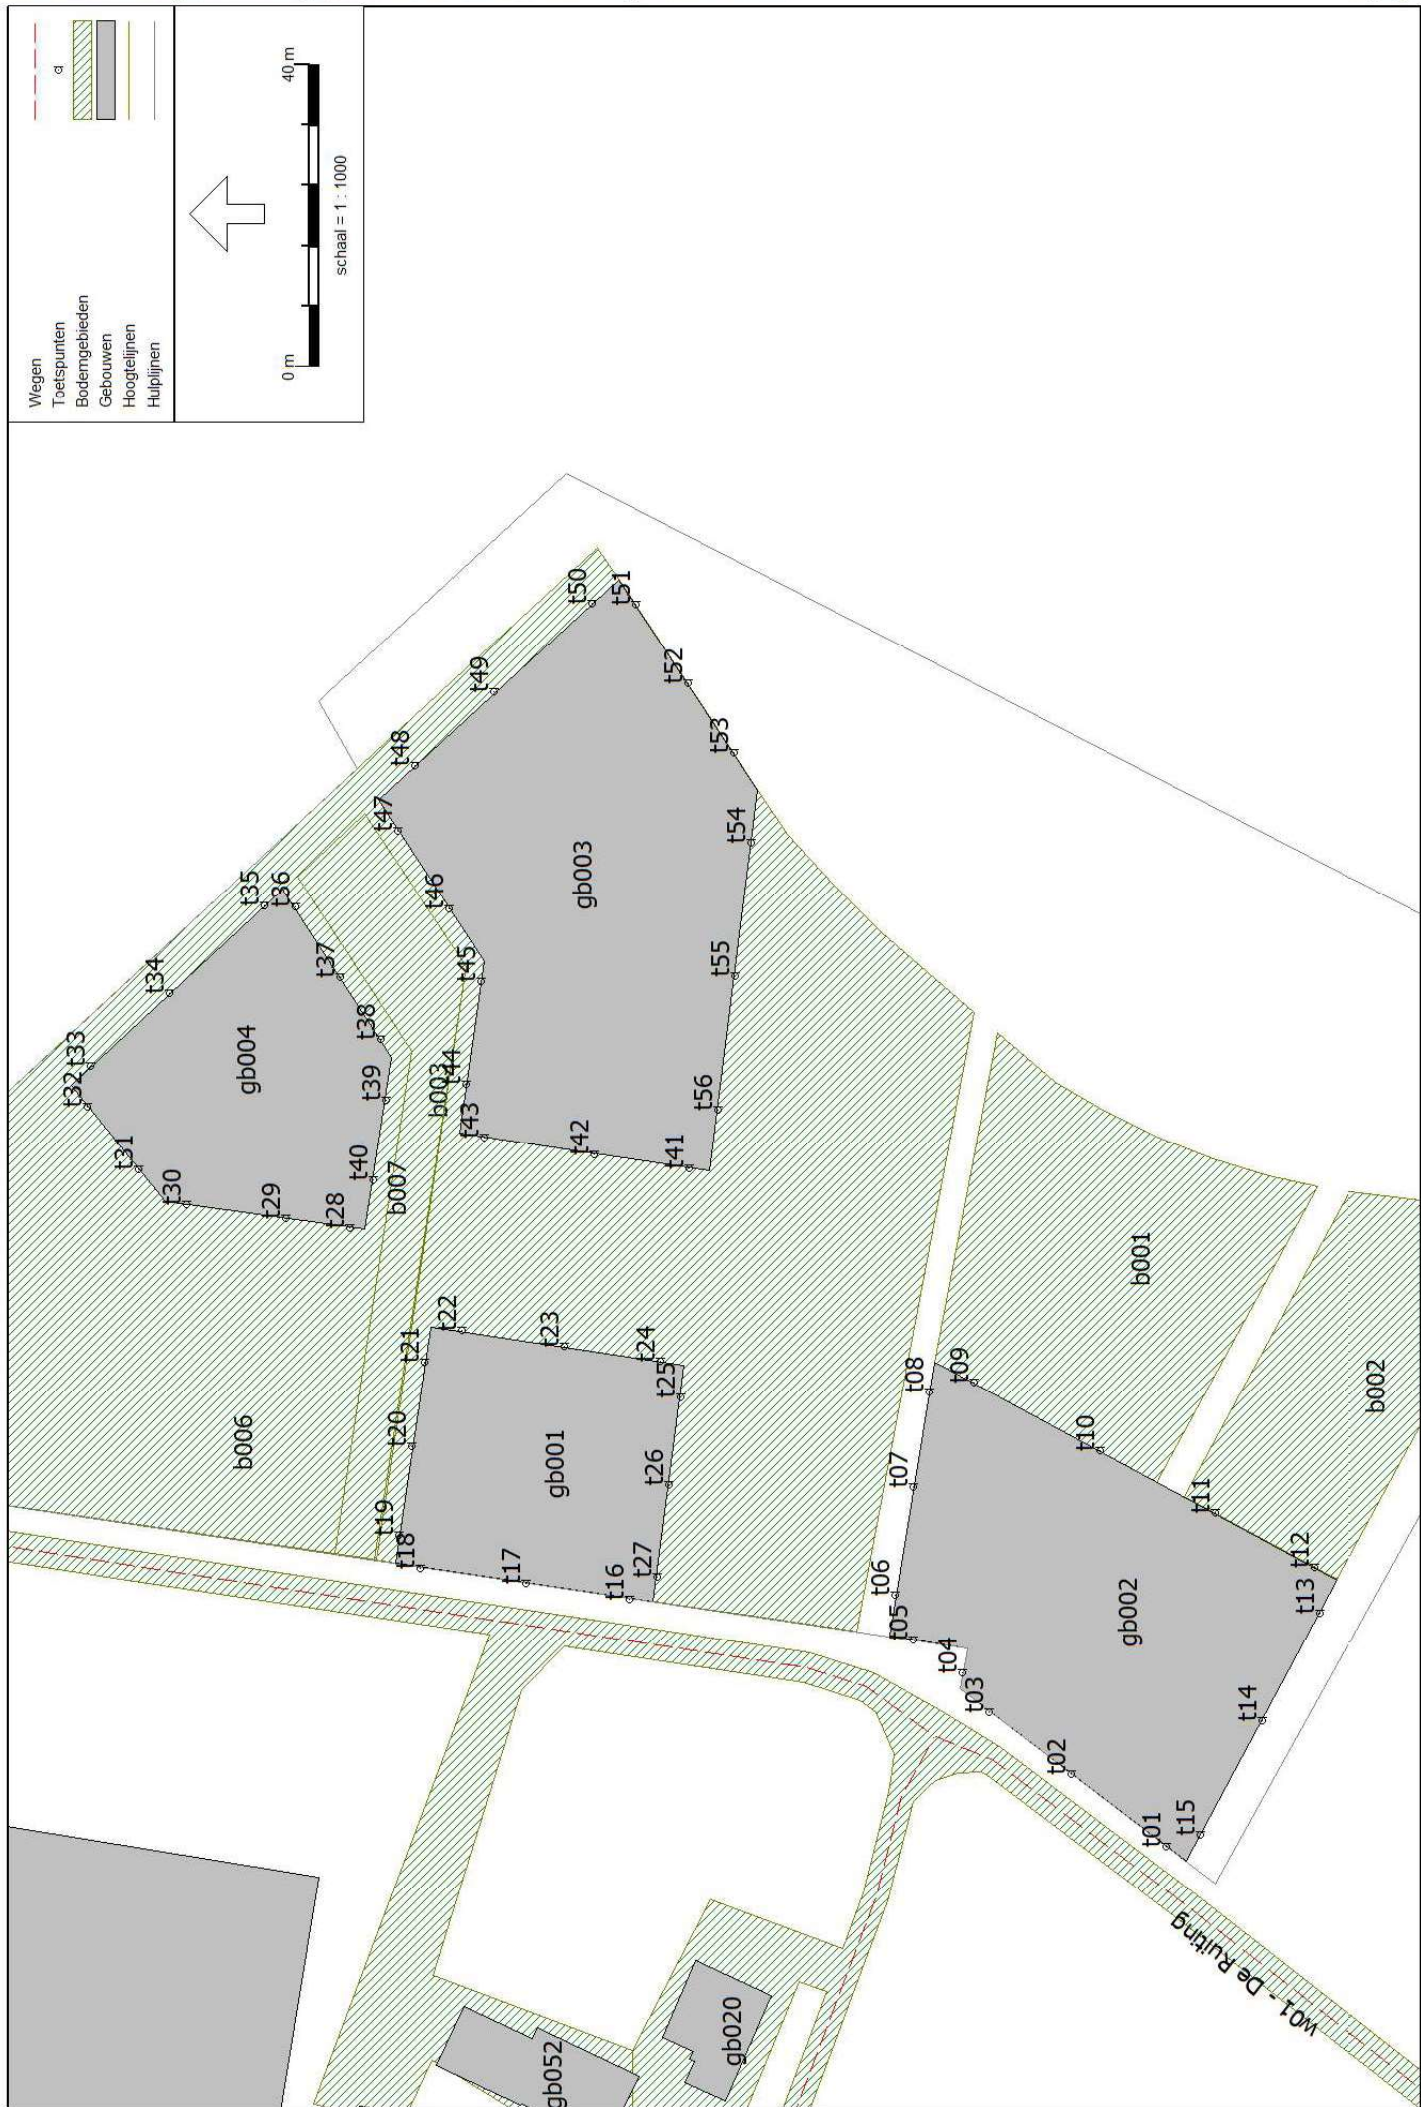 Wegen
Toetspunten
Bodemgebieden
Gebouwen
Hoogtelijnen
Hulplijnen
0 m
40 m
schaal = 1 : 1000
t50
t51
t49
t52
t48
t53
t47
t54
gb003
t46
t35
t36
t45
t55
t37
t34
t38
t44
b003
t43
t56
t33
t32
gb004
t39
t42
t41
t31
t40
b007
t30
t29
t28
b001
t22
t23
t24
t21
t25
t08
t09
b002
t20
b006
gb001
t26
t07
t10
t19
t18
t17
t16
t27
t06
t11
t12
t13
t05
gb002
t04
t03
t14
t02
t01
t15
w01 - De Ruiting
gb020
gb052